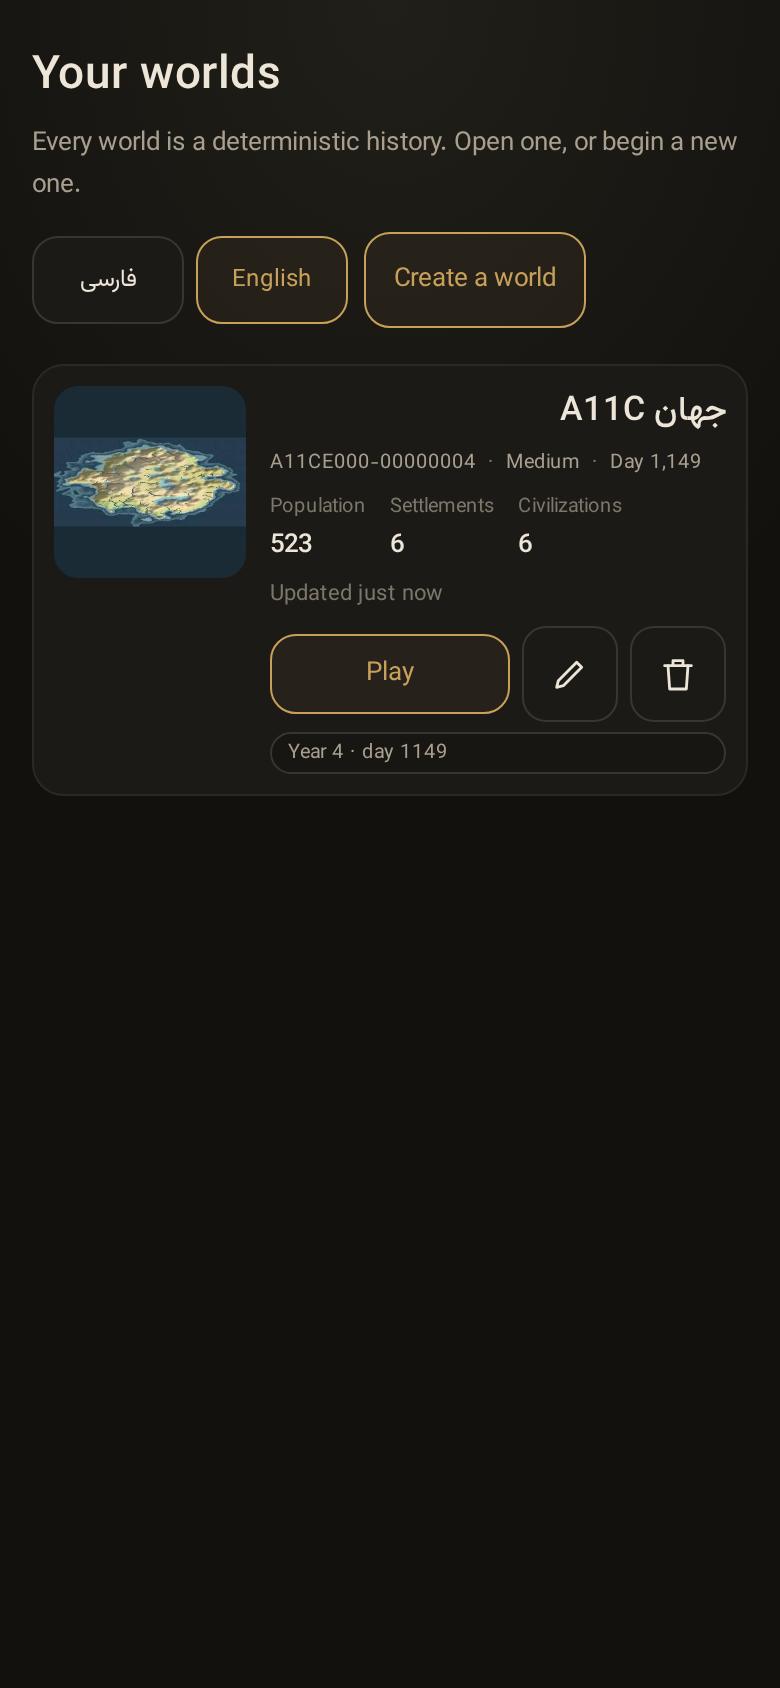 Your worlds
Every world is a deterministic history. Open one, or begin a new
one.
فارسی
English
Create a world
جهان A11C
A11CE000-00000004 · Medium · Day 1,149
Population Settlements Civilizations
523 6 6
Updated just now
Play
Year 4 · day 1149